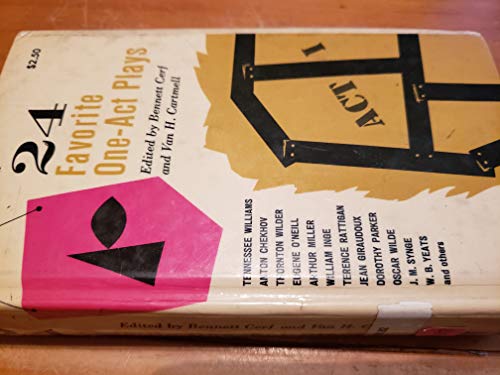 $2.50
24
Favorite
One-Act Plays
Edited by Bennett Cerf
and Van H. Cartmell
ACT I
TENNESSEE WILLIAMS
ANTON CHEKHOV
THORNTON WILDER
EUGENE O'NEILL
ARTHUR MILLER
WILLIAM INGE
TERENCE RATTIGAN
JEAN GIRAUDOUX
DOROTHY PARKER
OSCAR WILDE
J. M. SYNGE
W. B. YEATS
and others
Edited by Bennett Cerf and Van H.